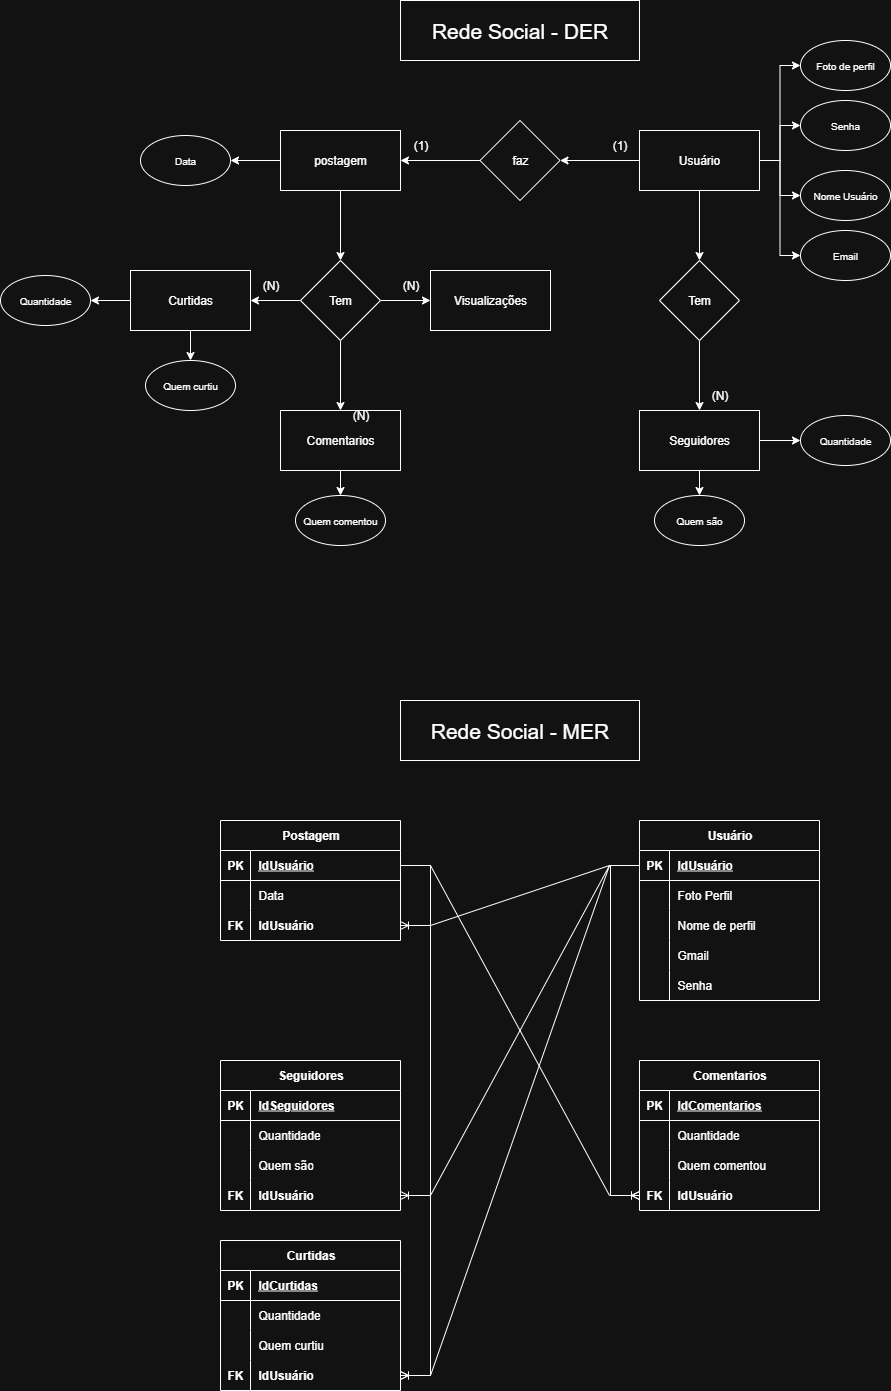 Rede Social - DER
Foto de perfil
Senha
Data
postagem
(1)
faz
(1)
Usuário
Nome Usuário
Email
Quantidade
Curtidas
(N)
Tem
(N)
Visualizações
Tem
Quem curtiu
(N)
Comentarios
(N)
Seguidores
Quantidade
Quem comentou
Quem são
Rede Social - MER
Postagem
PK IdUsuário
Data
FK IdUsuário
Usuário
PK IdUsuário
Foto Perfil
Nome de perfil
Gmail
Senha
Seguidores
PK IdSeguidores
Quantidade
Quem são
FK IdUsuário
Comentarios
PK IdComentarios
Quantidade
Quem comentou
FK IdUsuário
Curtidas
PK IdCurtidas
Quantidade
Quem curtiu
FK IdUsuário